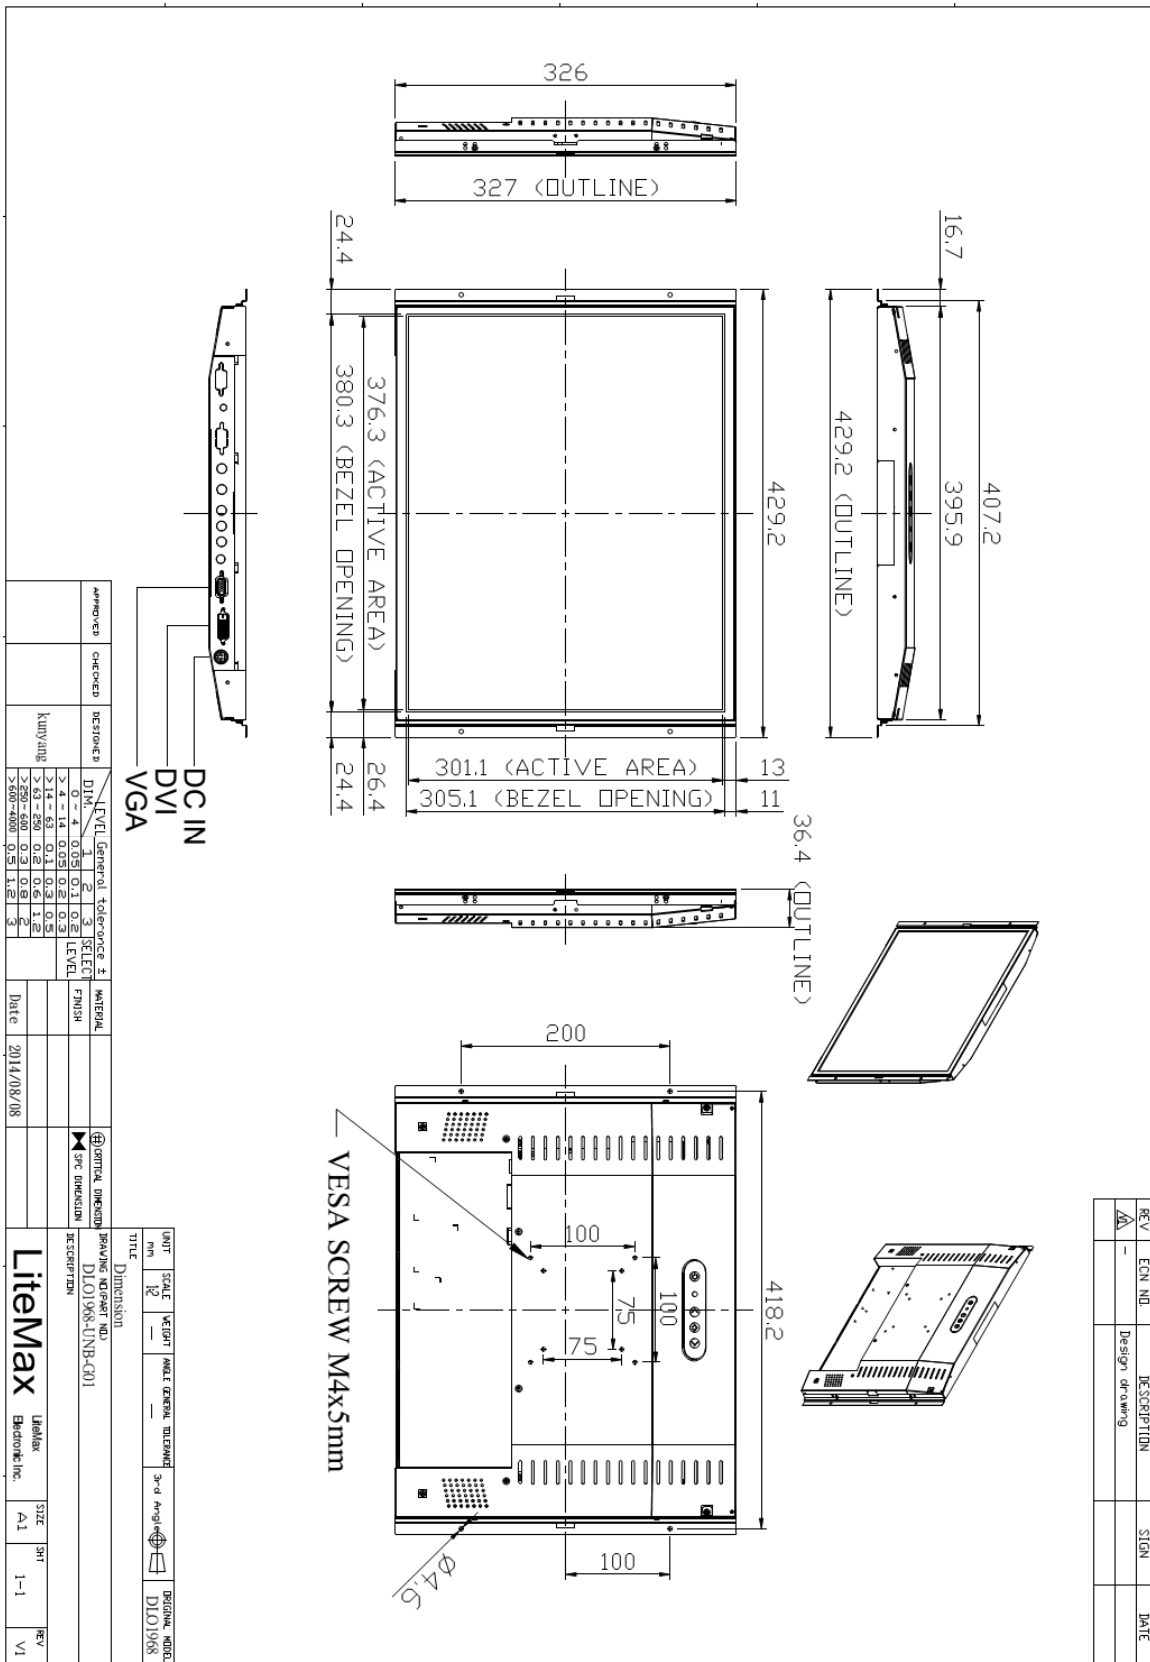 326
327 (OUTLINE)
24.4
16.7
429.2
380.3 (BEZEL OPENING)
376.3 (ACTIVE AREA)
429.2 (OUTLINE)
395.9
407.2
301.1 (ACTIVE AREA)
13
305.1 (BEZEL OPENING)
11
24.4
26.4
36.4 (OUTLINE)
DC IN
DVI
VGA
200
418.2
100
100
75
75
100
Ø4.6
VESA SCREW M4x5mm
REV
ECN NO.
DESCRIPTION
SIGN
DATE
V1
-
Design drawing
APPROVED
CHECKED
DESIGNED
kunyang
LEVEL General tolerance ±
DIM. 1 2 3
0 ~ 4 0.05 0.1 0.2
> 4 ~ 14 0.05 0.2 0.3
> 14 ~ 63 0.1 0.3 0.5
> 63 ~ 250 0.2 0.6 1.2
>250~600 0.3 0.8 2
>600~4000 0.5 1.2 3
SELECT
LEVEL
MATERIAL
FINISH
Date
2014/08/08
CRITICAL DIMENSION
SPC DIMENSION
UNIT
mm
SCALE
1:2
WEIGHT
—
ANGLE GENERAL TOLERANCE
—
3rd Angle
ORIGINAL MODEL
DLO1968
TITLE
Dimension
DRAWING NO(PART NO.)
DLO1968-UNB-G01
DESCRIPTION
LiteMax
LiteMax
Electronic Inc.
SIZE
A1
SHT
1-1
REV
V1